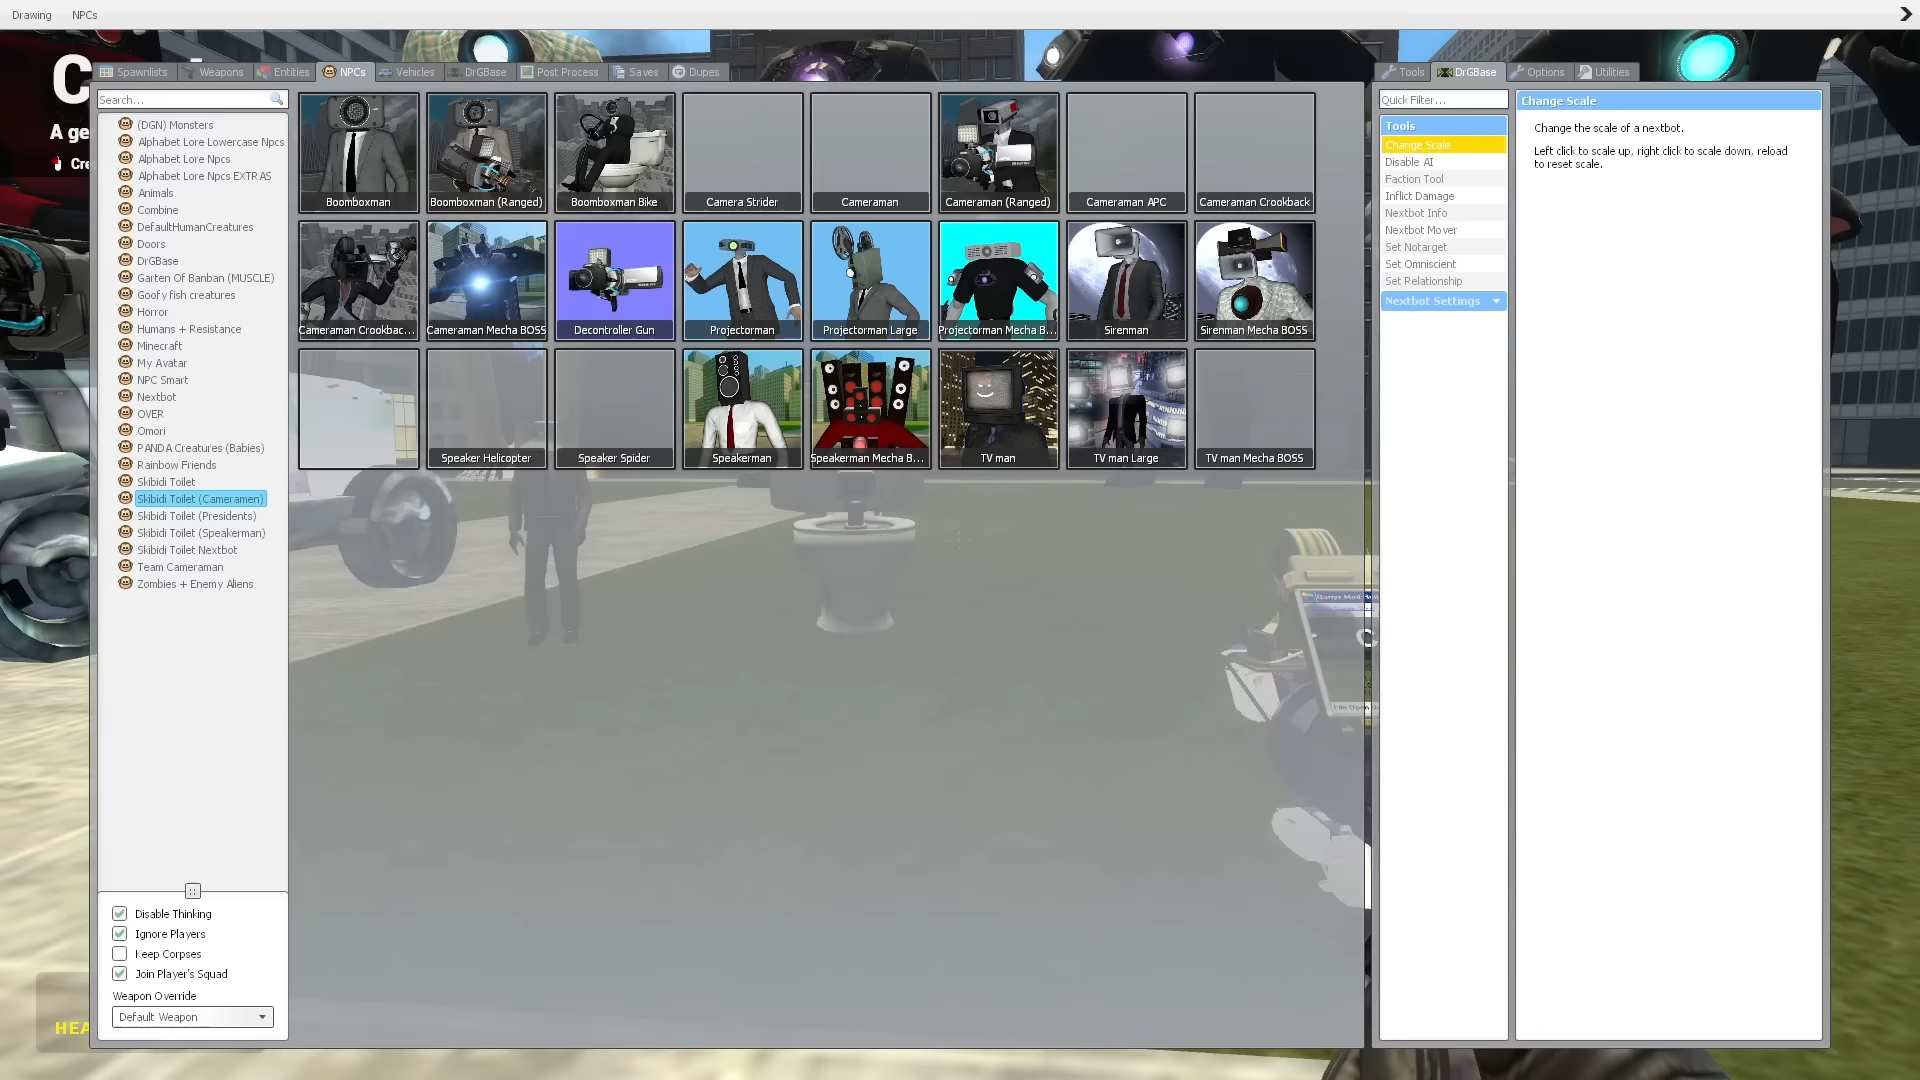 Drawing NPCs
C
A ge
Cre
Spawnlists Weapons Entities NPCs Vehicles DrGBase Post Process Saves Dupes
Search...
(DGN) Monsters
Alphabet Lore Lowercase Npcs
Alphabet Lore Npcs
Alphabet Lore Npcs EXTRAS
Animals
Combine
DefaultHumanCreatures
Doors
DrGBase
Garten Of Banban (MUSCLE)
Goofy fish creatures
Horror
Humans + Resistance
Minecraft
My Avatar
NPC Smart
Nextbot
OVER
Omori
PANDA Creatures (Babies)
Rainbow Friends
Skibidi Toilet
Skibidi Toilet (Cameramen)
Skibidi Toilet (Presidents)
Skibidi Toilet (Speakerman)
Skibidi Toilet Nextbot
Team Cameraman
Zombies + Enemy Aliens
Disable Thinking
Ignore Players
Keep Corpses
Join Player's Squad
Weapon Override
Default Weapon
HEA
Boomboxman Boomboxman (Ranged) Boomboxman Bike Camera Strider Cameraman Cameraman (Ranged) Cameraman APC Cameraman Crookback
Cameraman Crookbac... Cameraman Mecha BOSS Decontroller Gun Projectorman Projectorman Large Projectorman Mecha B... Sirenman Sirenman Mecha BOSS
Speaker Helicopter Speaker Spider Speakerman Speakerman Mecha B... TV man TV man Large TV man Mecha BOSS
Tools DrGBase Options Utilities
Quick Filter...
Tools
Change Scale
Disable AI
Faction Tool
Inflict Damage
Nextbot Info
Nextbot Mover
Set Notarget
Set Omniscient
Set Relationship
Nextbot Settings
Change Scale
Change the scale of a nextbot.
Left click to scale up, right click to scale down, reload
to reset scale.